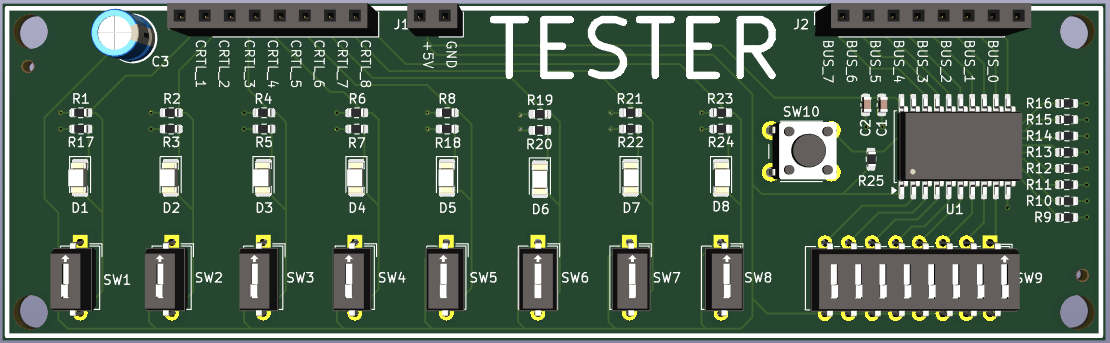 TESTER
J1
J2
C3
CRTL_1
CRTL_2
CRTL_3
CRTL_4
CRTL_5
CRTL_6
CRTL_7
CRTL_8
+5V
GND
BUS_7
BUS_6
BUS_5
BUS_4
BUS_3
BUS_2
BUS_1
BUS_0
R1 R2 R4 R6 R8 R19 R21 R23
R17 R3 R5 R7 R18 R20 R22 R24
SW10
C2
C1
R25
U1
R16
R15
R14
R13
R12
R11
R10
R9
D1 D2 D3 D4 D5 D6 D7 D8
SW1 SW2 SW3 SW4 SW5 SW6 SW7 SW8 SW9